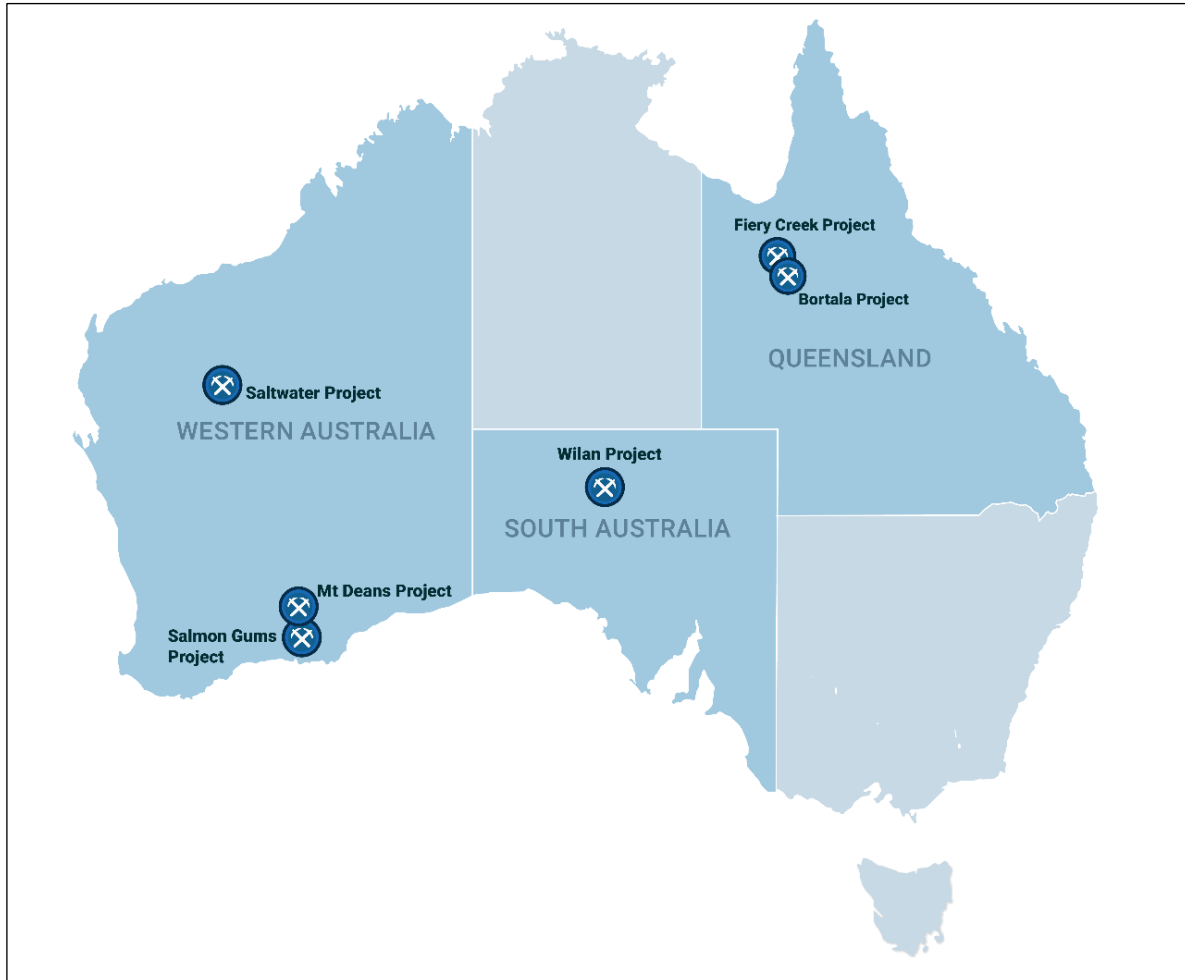 Fiery Creek Project
Bortala Project
QUEENSLAND
Saltwater Project
WESTERN AUSTRALIA
Wilan Project
SOUTH AUSTRALIA
Mt Deans Project
Salmon Gums
Project